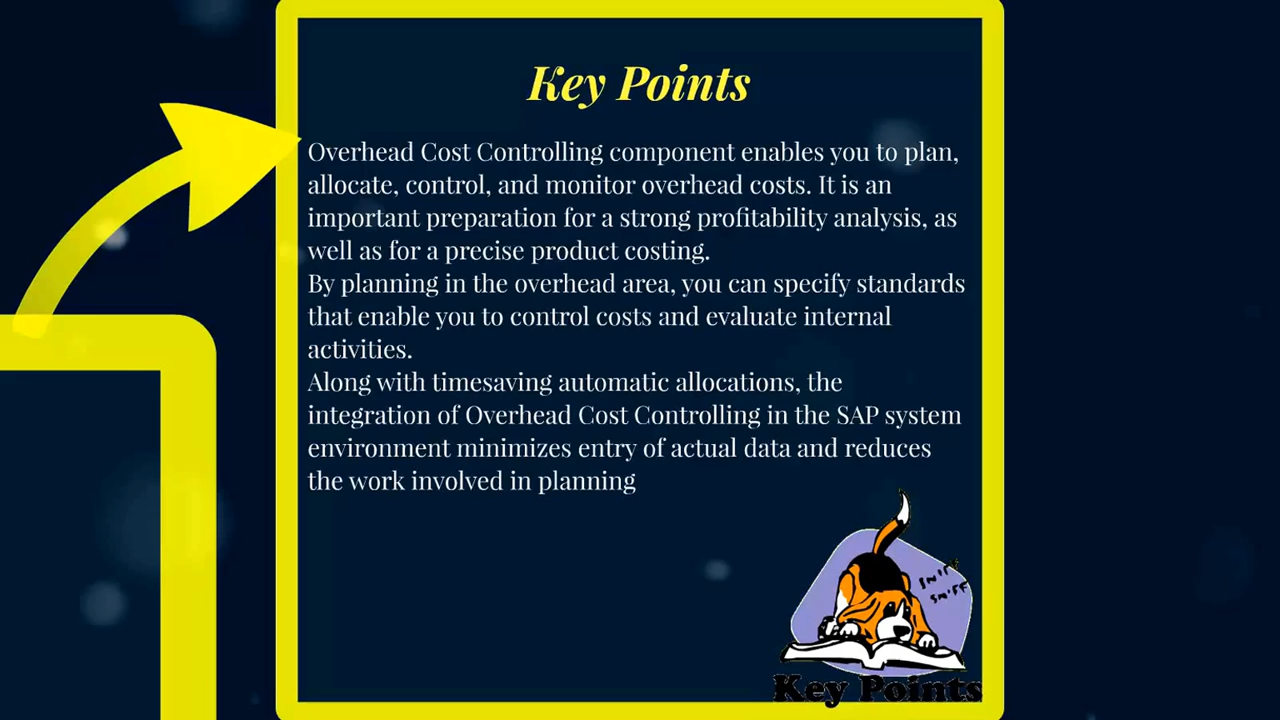 Key Points
Overhead Cost Controlling component enables you to plan,
allocate, control, and monitor overhead costs. It is an
important preparation for a strong profitability analysis, as
well as for a precise product costing.
By planning in the overhead area, you can specify standards
that enable you to control costs and evaluate internal
activities.
Along with timesaving automatic allocations, the
integration of Overhead Cost Controlling in the SAP system
environment minimizes entry of actual data and reduces
the work involved in planning
SNIFF
SNIFF
Key Points